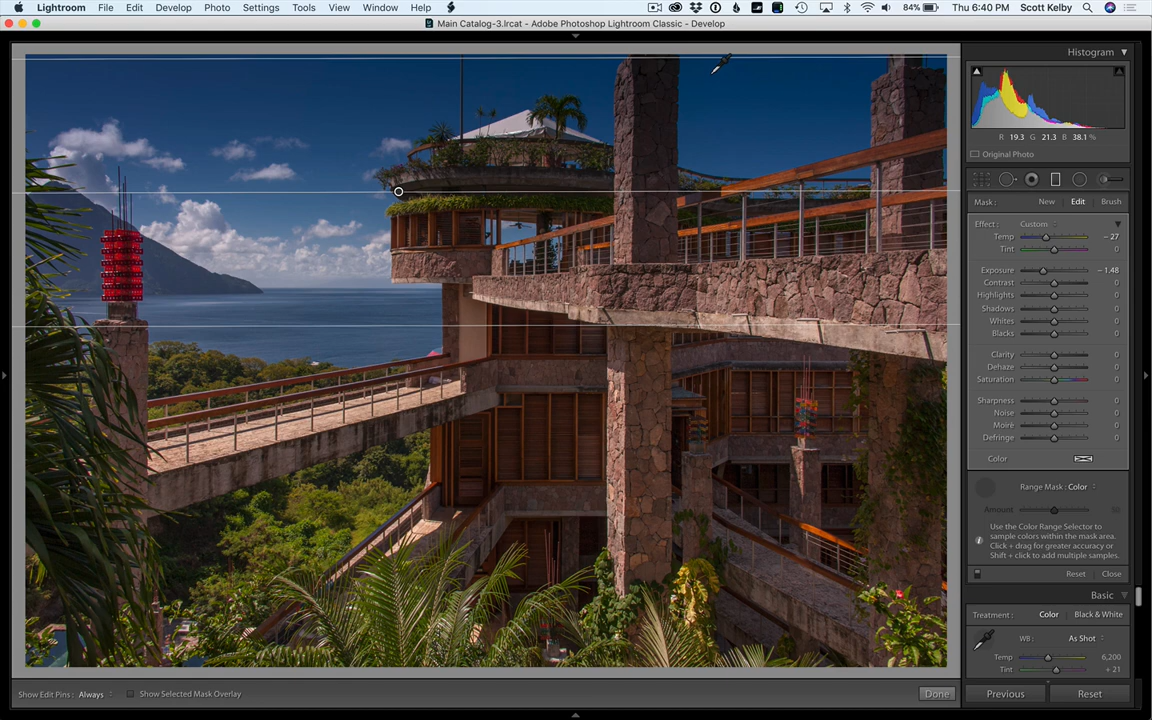 Lightroom File Edit Develop Photo Settings Tools View Window Help 84% Thu 6:40 PM Scott Kelby
Main Catalog-3.lrcat - Adobe Photoshop Lightroom Classic - Develop
Histogram
R 19.3 G 21.3 B 38.1 %
Original Photo
Mask : New Edit Brush
Effect : Custom
Temp – 27
Tint 0
Exposure – 1.48
Contrast 0
Highlights 0
Shadows 0
Whites 0
Blacks 0
Clarity 0
Dehaze 0
Saturation 0
Sharpness 0
Noise 0
Moiré 0
Defringe 0
Color
Range Mask : Color
Amount
Use the Color Range Selector to
sample colors within the mask area.
Click + drag for greater accuracy or
Shift + click to add multiple samples.
Reset Close
Basic
Treatment : Color Black & White
WB : As Shot
Temp 6,200
Tint + 21
Show Edit Pins : Always Show Selected Mask Overlay Done Previous Reset